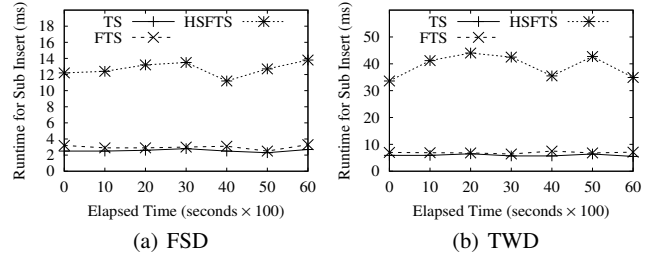 TS HSFTS
FTS
Runtime for Sub Insert (ms)
18
16
14
12
10
8
6
4
2
0
0 10 20 30 40 50 60
Elapsed Time (seconds × 100)
(a) FSD
TS HSFTS
FTS
Runtime for Sub Insert (ms)
50
40
30
20
10
0
0 10 20 30 40 50 60
Elapsed Time (seconds × 100)
(b) TWD